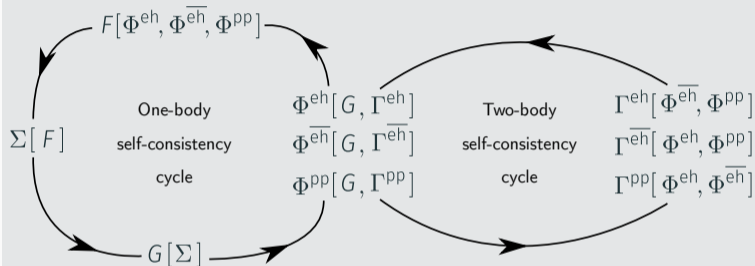 F[Φ^eh, Φ^{\overline{eh}}, Φ^pp]
Σ[F]
One-body
self-consistency
cycle
G[Σ]
Φ^eh[G, Γ^eh]
Φ^{\overline{eh}}[G, Γ^{\overline{eh}}]
Φ^pp[G, Γ^pp]
Two-body
self-consistency
cycle
Γ^eh[Φ^{\overline{eh}}, Φ^pp]
Γ^{\overline{eh}}[Φ^eh, Φ^pp]
Γ^pp[Φ^eh, Φ^{\overline{eh}}]